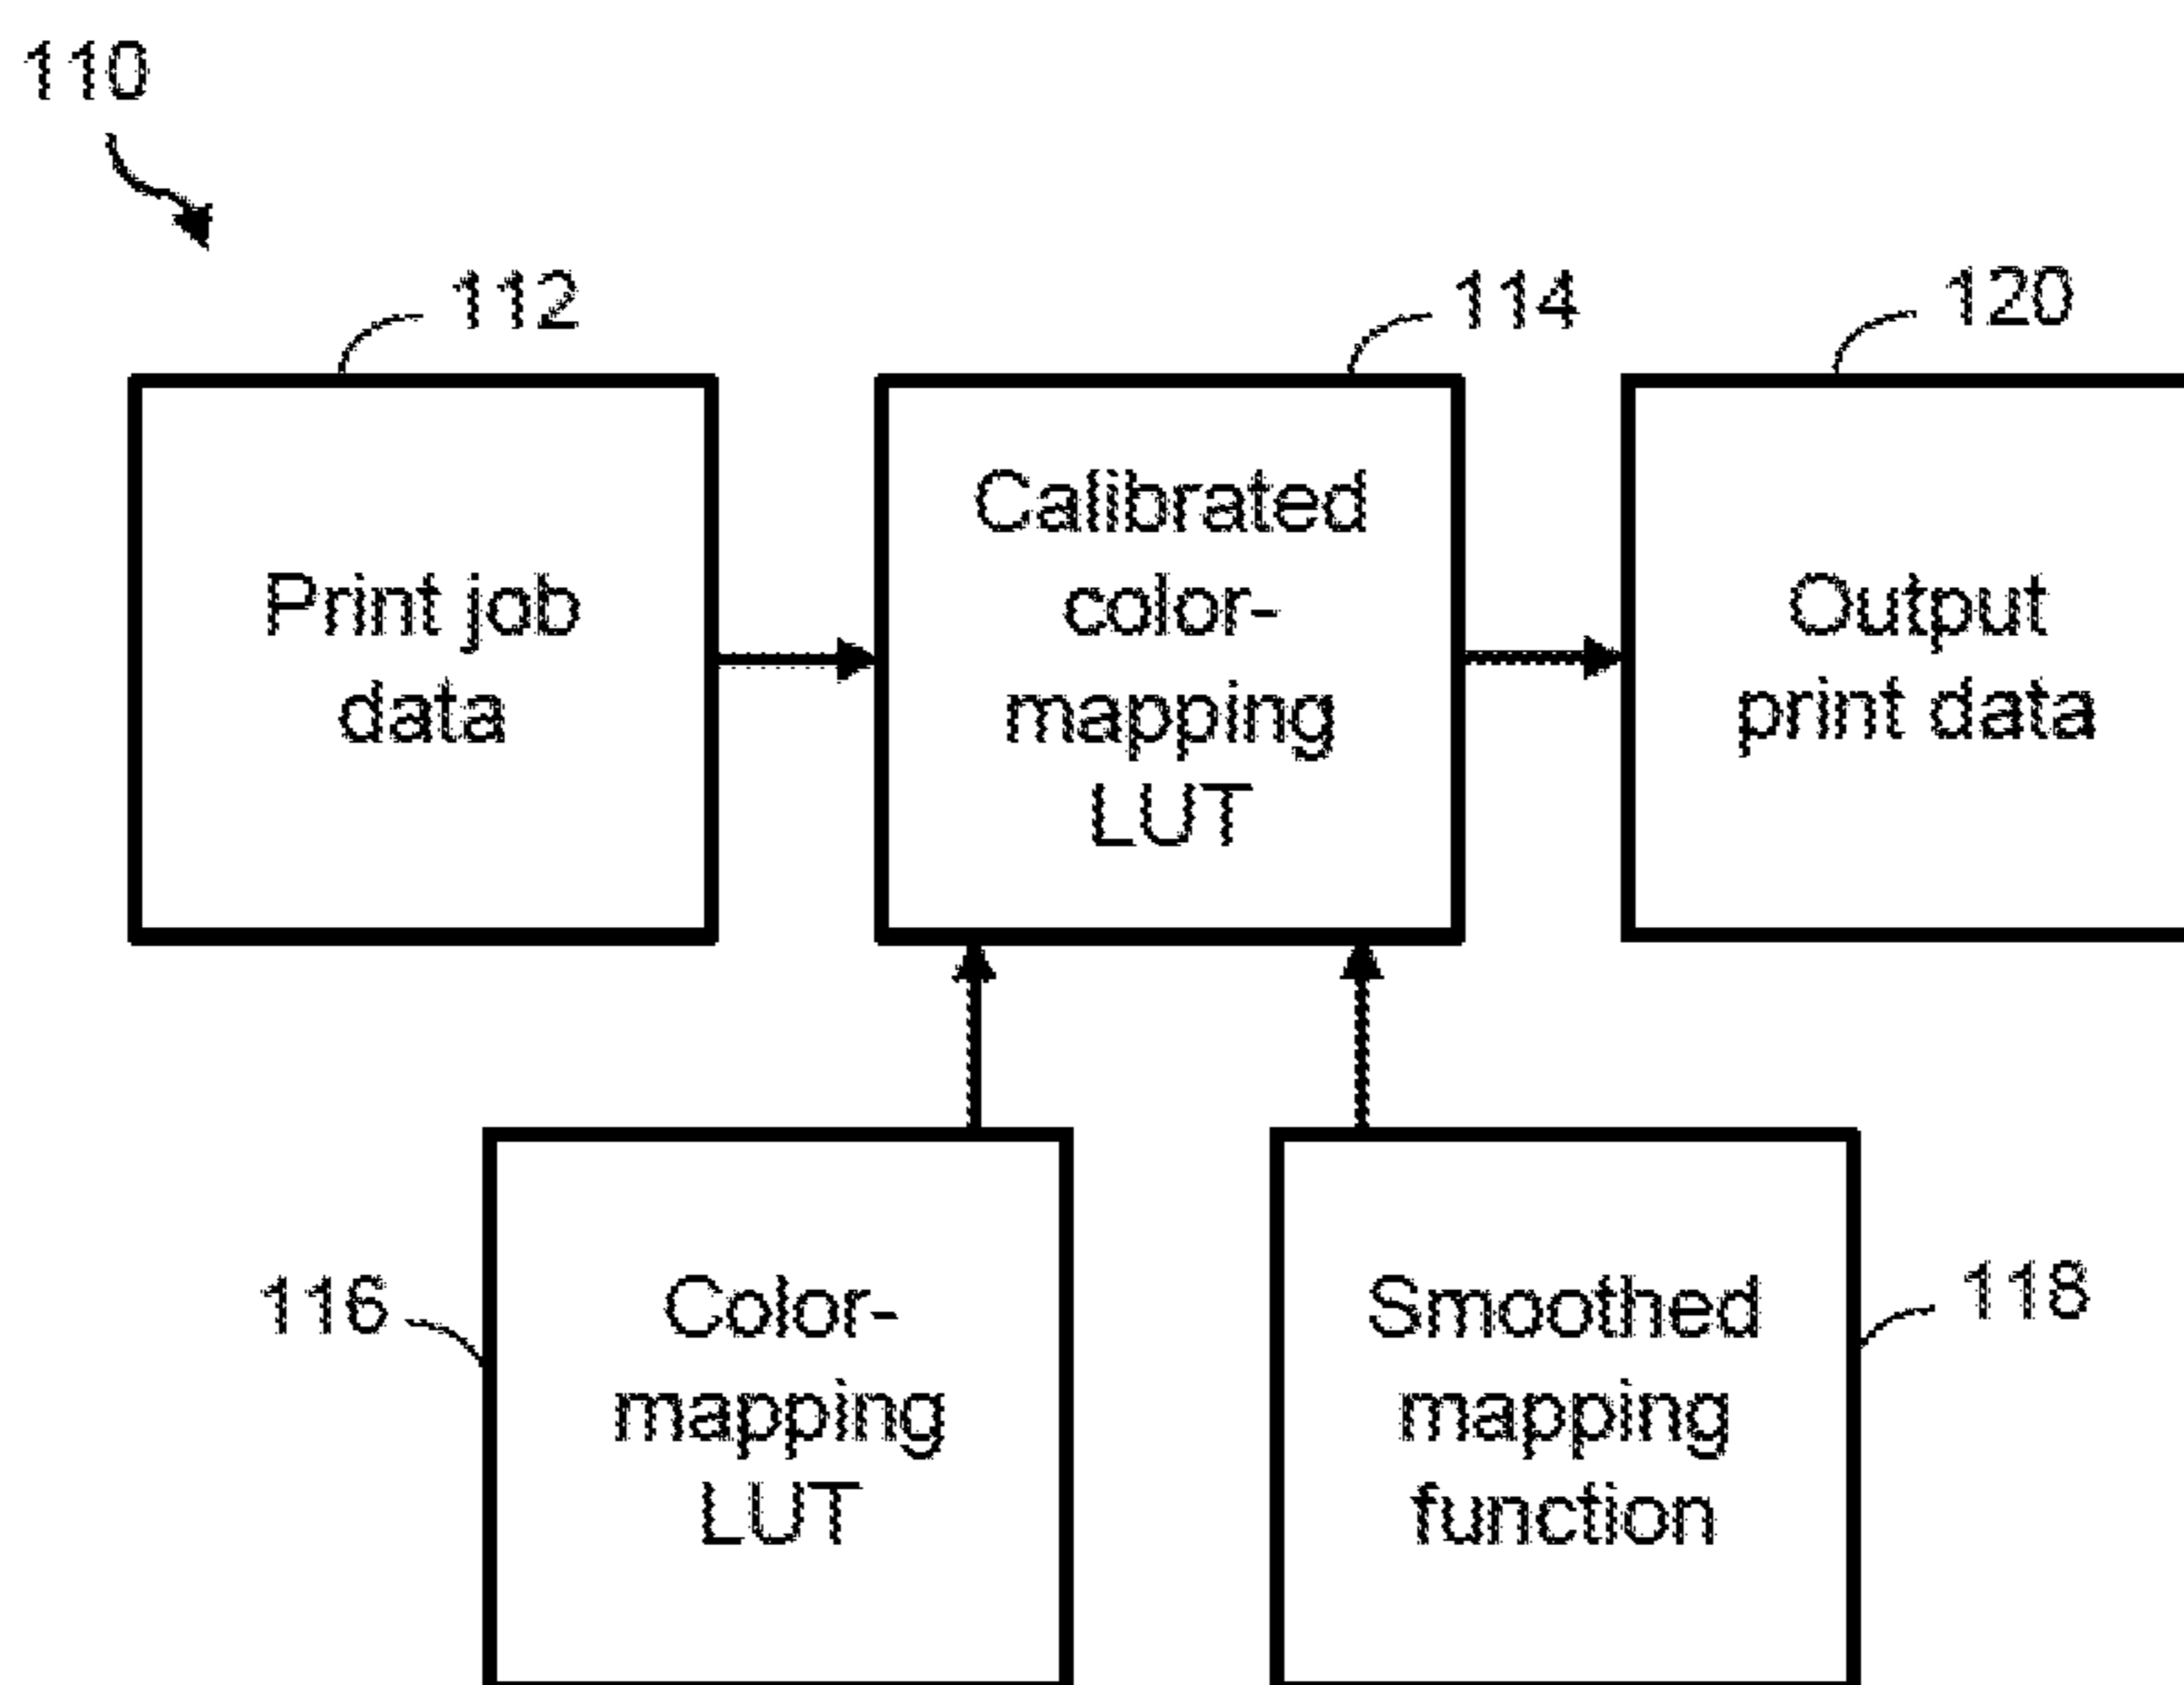 110
112
114
120
Print job
data
Calibrated
color-
mapping
LUT
Output
print data
116
Color-
mapping
LUT
Smoothed
mapping
function
118